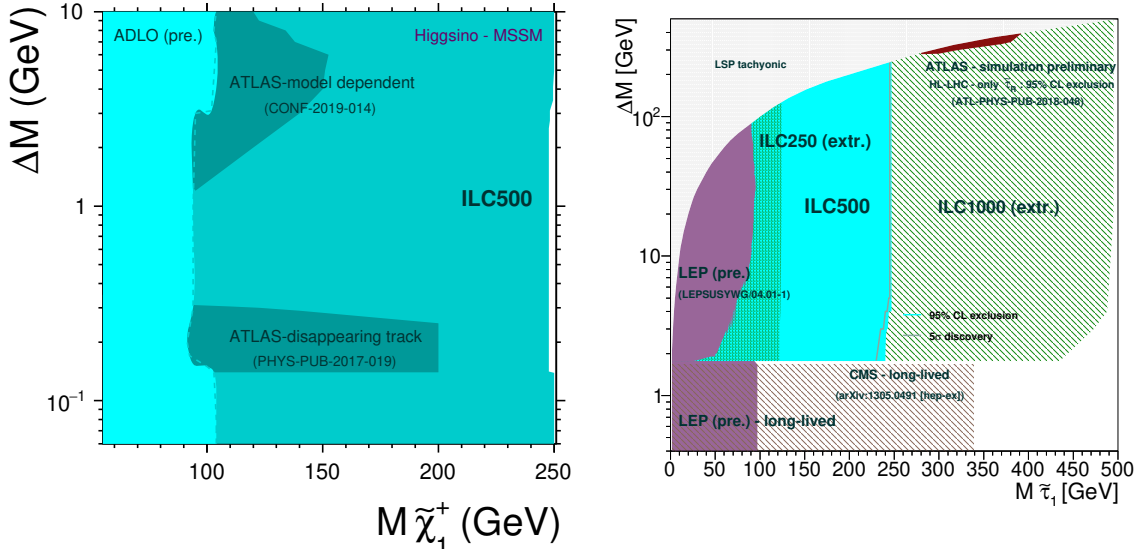 ΔM (GeV)
10
1
10⁻¹
ADLO (pre.)
Higgsino - MSSM
ATLAS-model dependent
(CONF-2019-014)
ILC500
ATLAS-disappearing track
(PHYS-PUB-2017-019)
100 150 200 250
M χ̃₁⁺ (GeV)
ΔM [GeV]
10²
10
1
LSP tachyonic
ATLAS - simulation preliminary
HL-LHC - only τ̃R : 95% CL exclusion
(ATL-PHYS-PUB-2018-048)
ILC250 (extr.)
ILC500
ILC1000 (extr.)
LEP (pre.)
(LEPSUSYWG/04.01-1)
95% CL exclusion
5σ discovery
CMS - long-lived
(arXiv:1305.0491 [hep-ex])
LEP (pre.) - long-lived
0 50 100 150 200 250 300 350 400 450 500
M τ̃₁ [GeV]